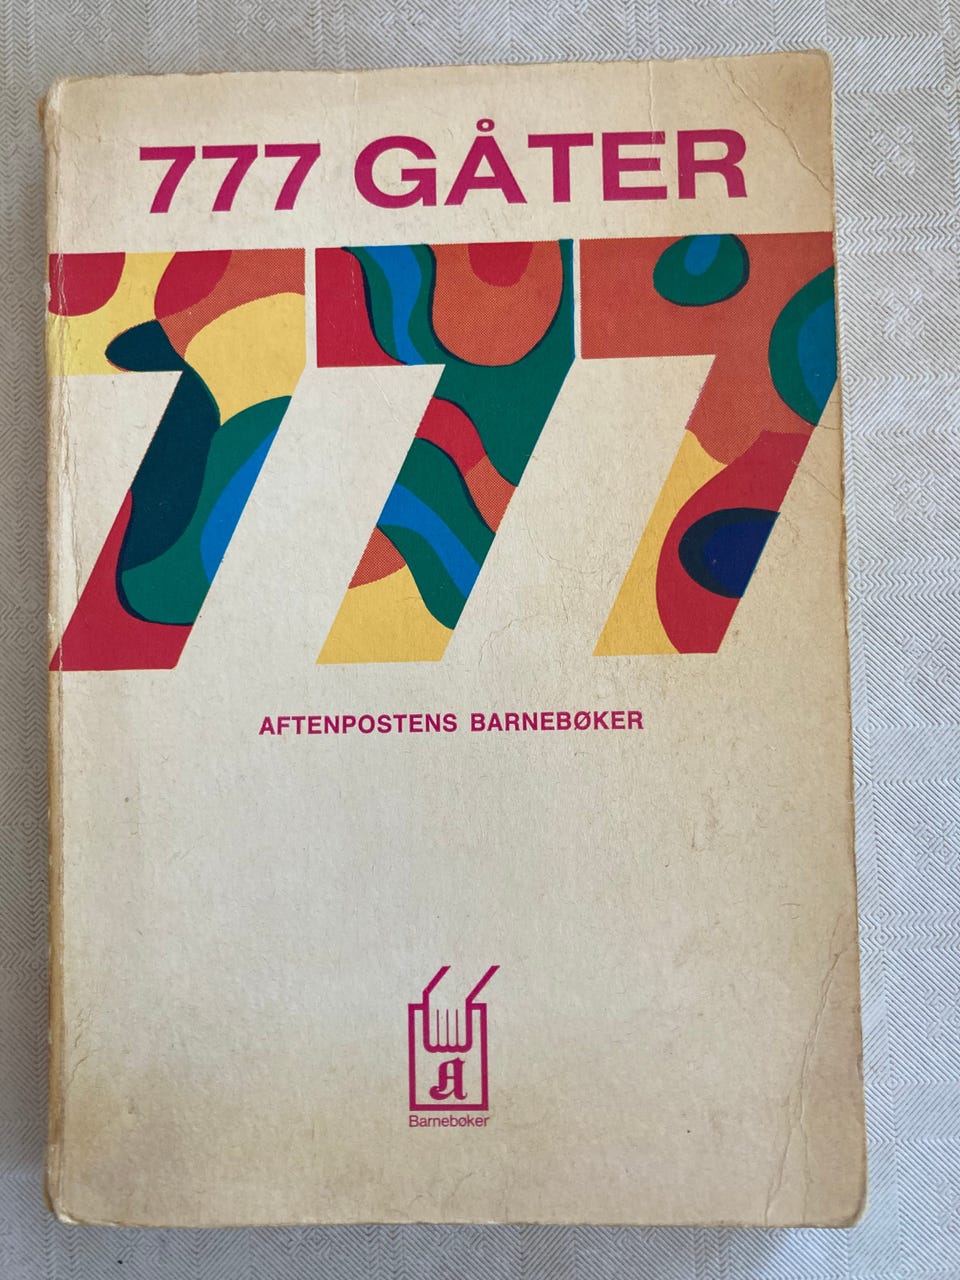 777 GÅTER
777
AFTENPOSTENS BARNEBØKER
A
Barnebøker